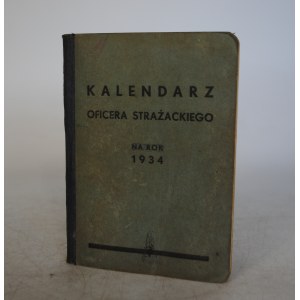 KALENDARZ
OFICERA STRAŻACKIEGO
NA ROK
1934